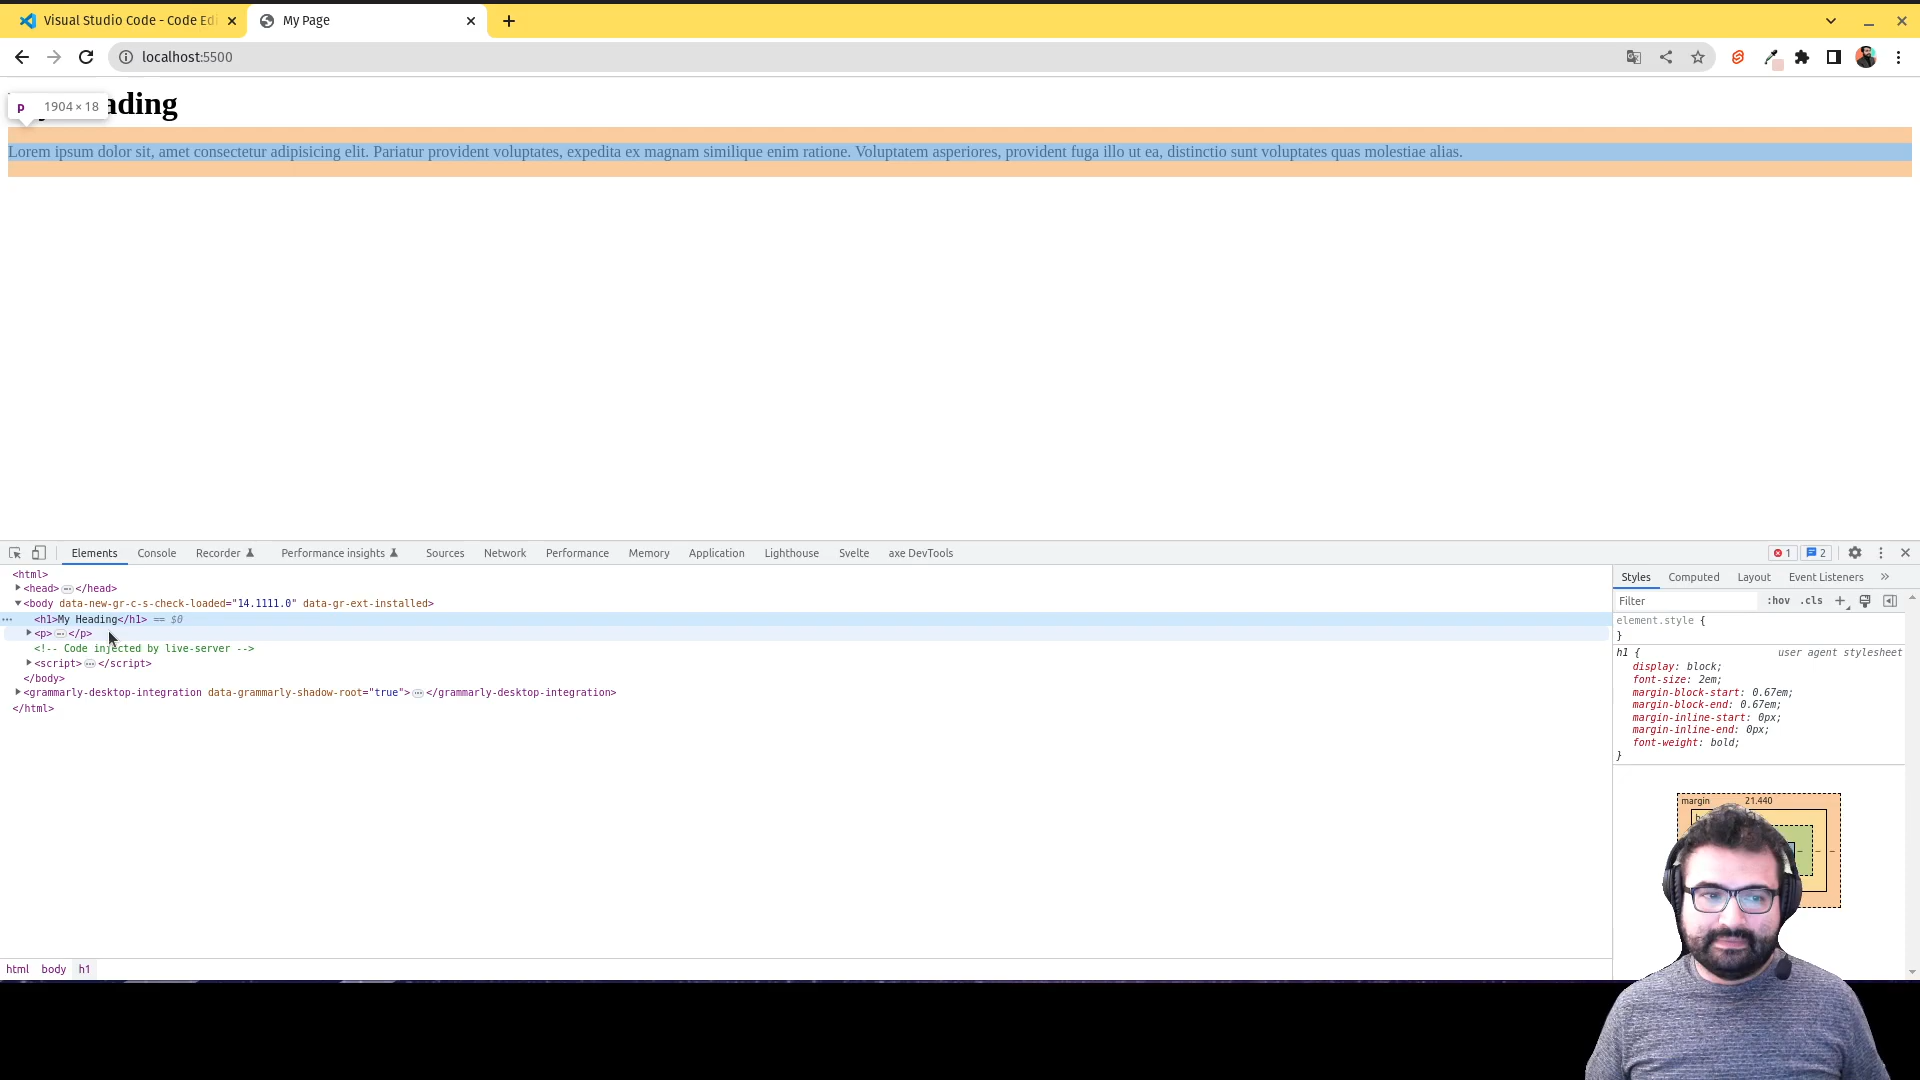 Visual Studio Code - Code Edi
My Page
localhost:5500
p 1904 × 18
ading
Lorem ipsum dolor sit, amet consectetur adipisicing elit. Pariatur provident voluptates, expedita ex magnam similique enim ratione. Voluptatem asperiores, provident fuga illo ut ea, distinctio sunt voluptates quas molestiae alias.
Elements Console Recorder Performance insights Sources Network Performance Memory Application Lighthouse Svelte axe DevTools 1 2
<html>
<head> ··· </head>
<body data-new-gr-c-s-check-loaded="14.1111.0" data-gr-ext-installed>
<h1>My Heading</h1> == $0
<p> ··· </p>
<!-- Code injected by live-server -->
<script> ··· </script>
</body>
<grammarly-desktop-integration data-grammarly-shadow-root="true"> ··· </grammarly-desktop-integration>
</html>
html body h1
Styles Computed Layout Event Listeners »
Filter :hov .cls +
element.style {
}
h1 { user agent stylesheet
display: block;
font-size: 2em;
margin-block-start: 0.67em;
margin-block-end: 0.67em;
margin-inline-start: 0px;
margin-inline-end: 0px;
font-weight: bold;
}
margin 21.440